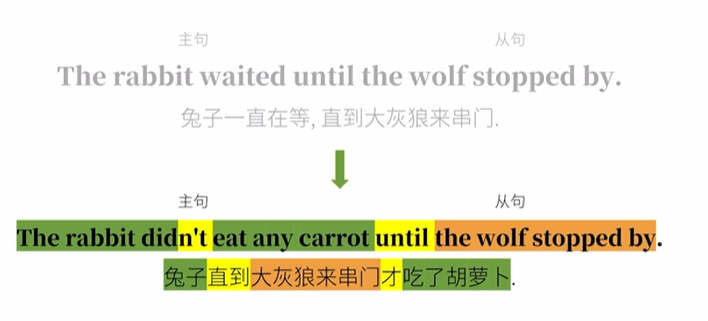 主句 从句
The rabbit waited until the wolf stopped by.
兔子一直在等, 直到大灰狼来串门.
主句 从句
The rabbit didn't eat any carrot until the wolf stopped by.
兔子直到大灰狼来串门才吃了胡萝卜.